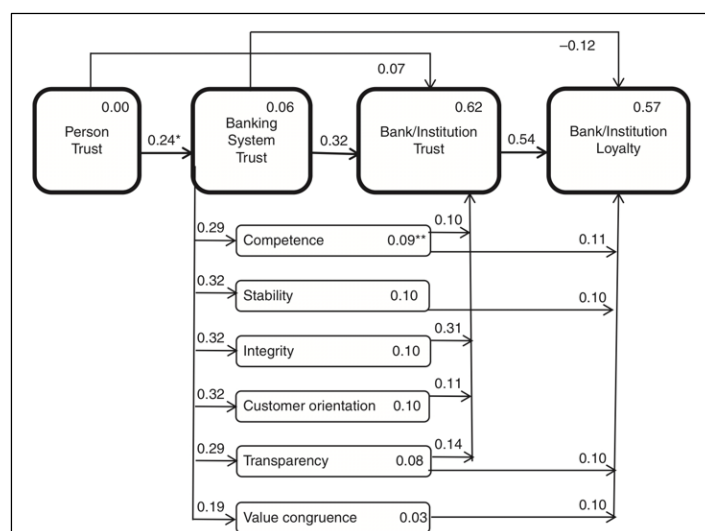 −0.12
0.07
0.00
Person
Trust
0.24*
0.06
Banking
System
Trust
0.32
0.62
Bank/Institution
Trust
0.54
0.57
Bank/Institution
Loyalty
0.29
Competence
0.09**
0.10
0.11
0.32
Stability
0.10
0.10
0.32
Integrity
0.10
0.31
0.32
Customer orientation
0.10
0.11
0.29
Transparency
0.08
0.14
0.10
0.19
Value congruence
0.03
0.10